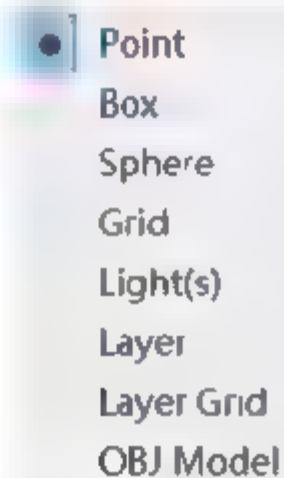 Point
Box
Sphere
Grid
Light(s)
Layer
Layer Grid
OBJ Model